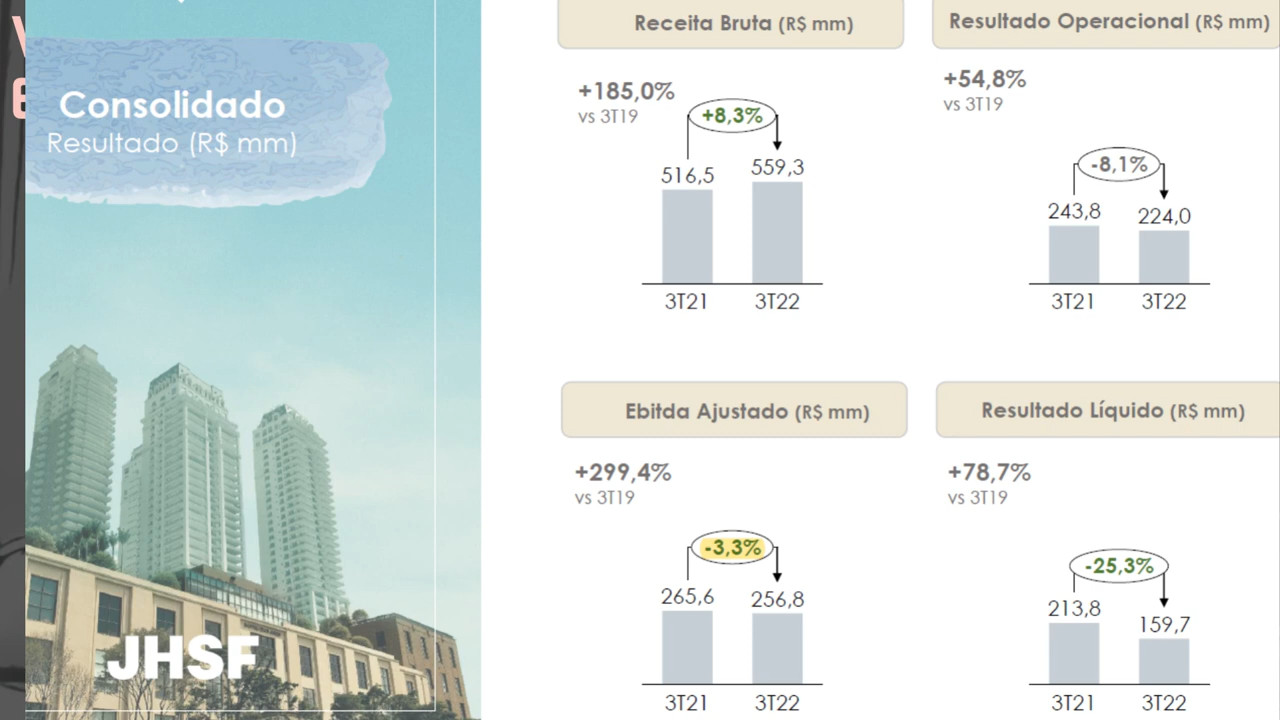 Consolidado
Resultado (R$ mm)
JHSF
Receita Bruta (R$ mm)
+185,0%
vs 3T19
+8,3%
516,5
559,3
3T21
3T22
Resultado Operacional (R$ mm)
+54,8%
vs 3T19
-8,1%
243,8
224,0
3T21
3T22
Ebitda Ajustado (R$ mm)
+299,4%
vs 3T19
-3,3%
265,6
256,8
3T21
3T22
Resultado Líquido (R$ mm)
+78,7%
vs 3T19
-25,3%
213,8
159,7
3T21
3T22